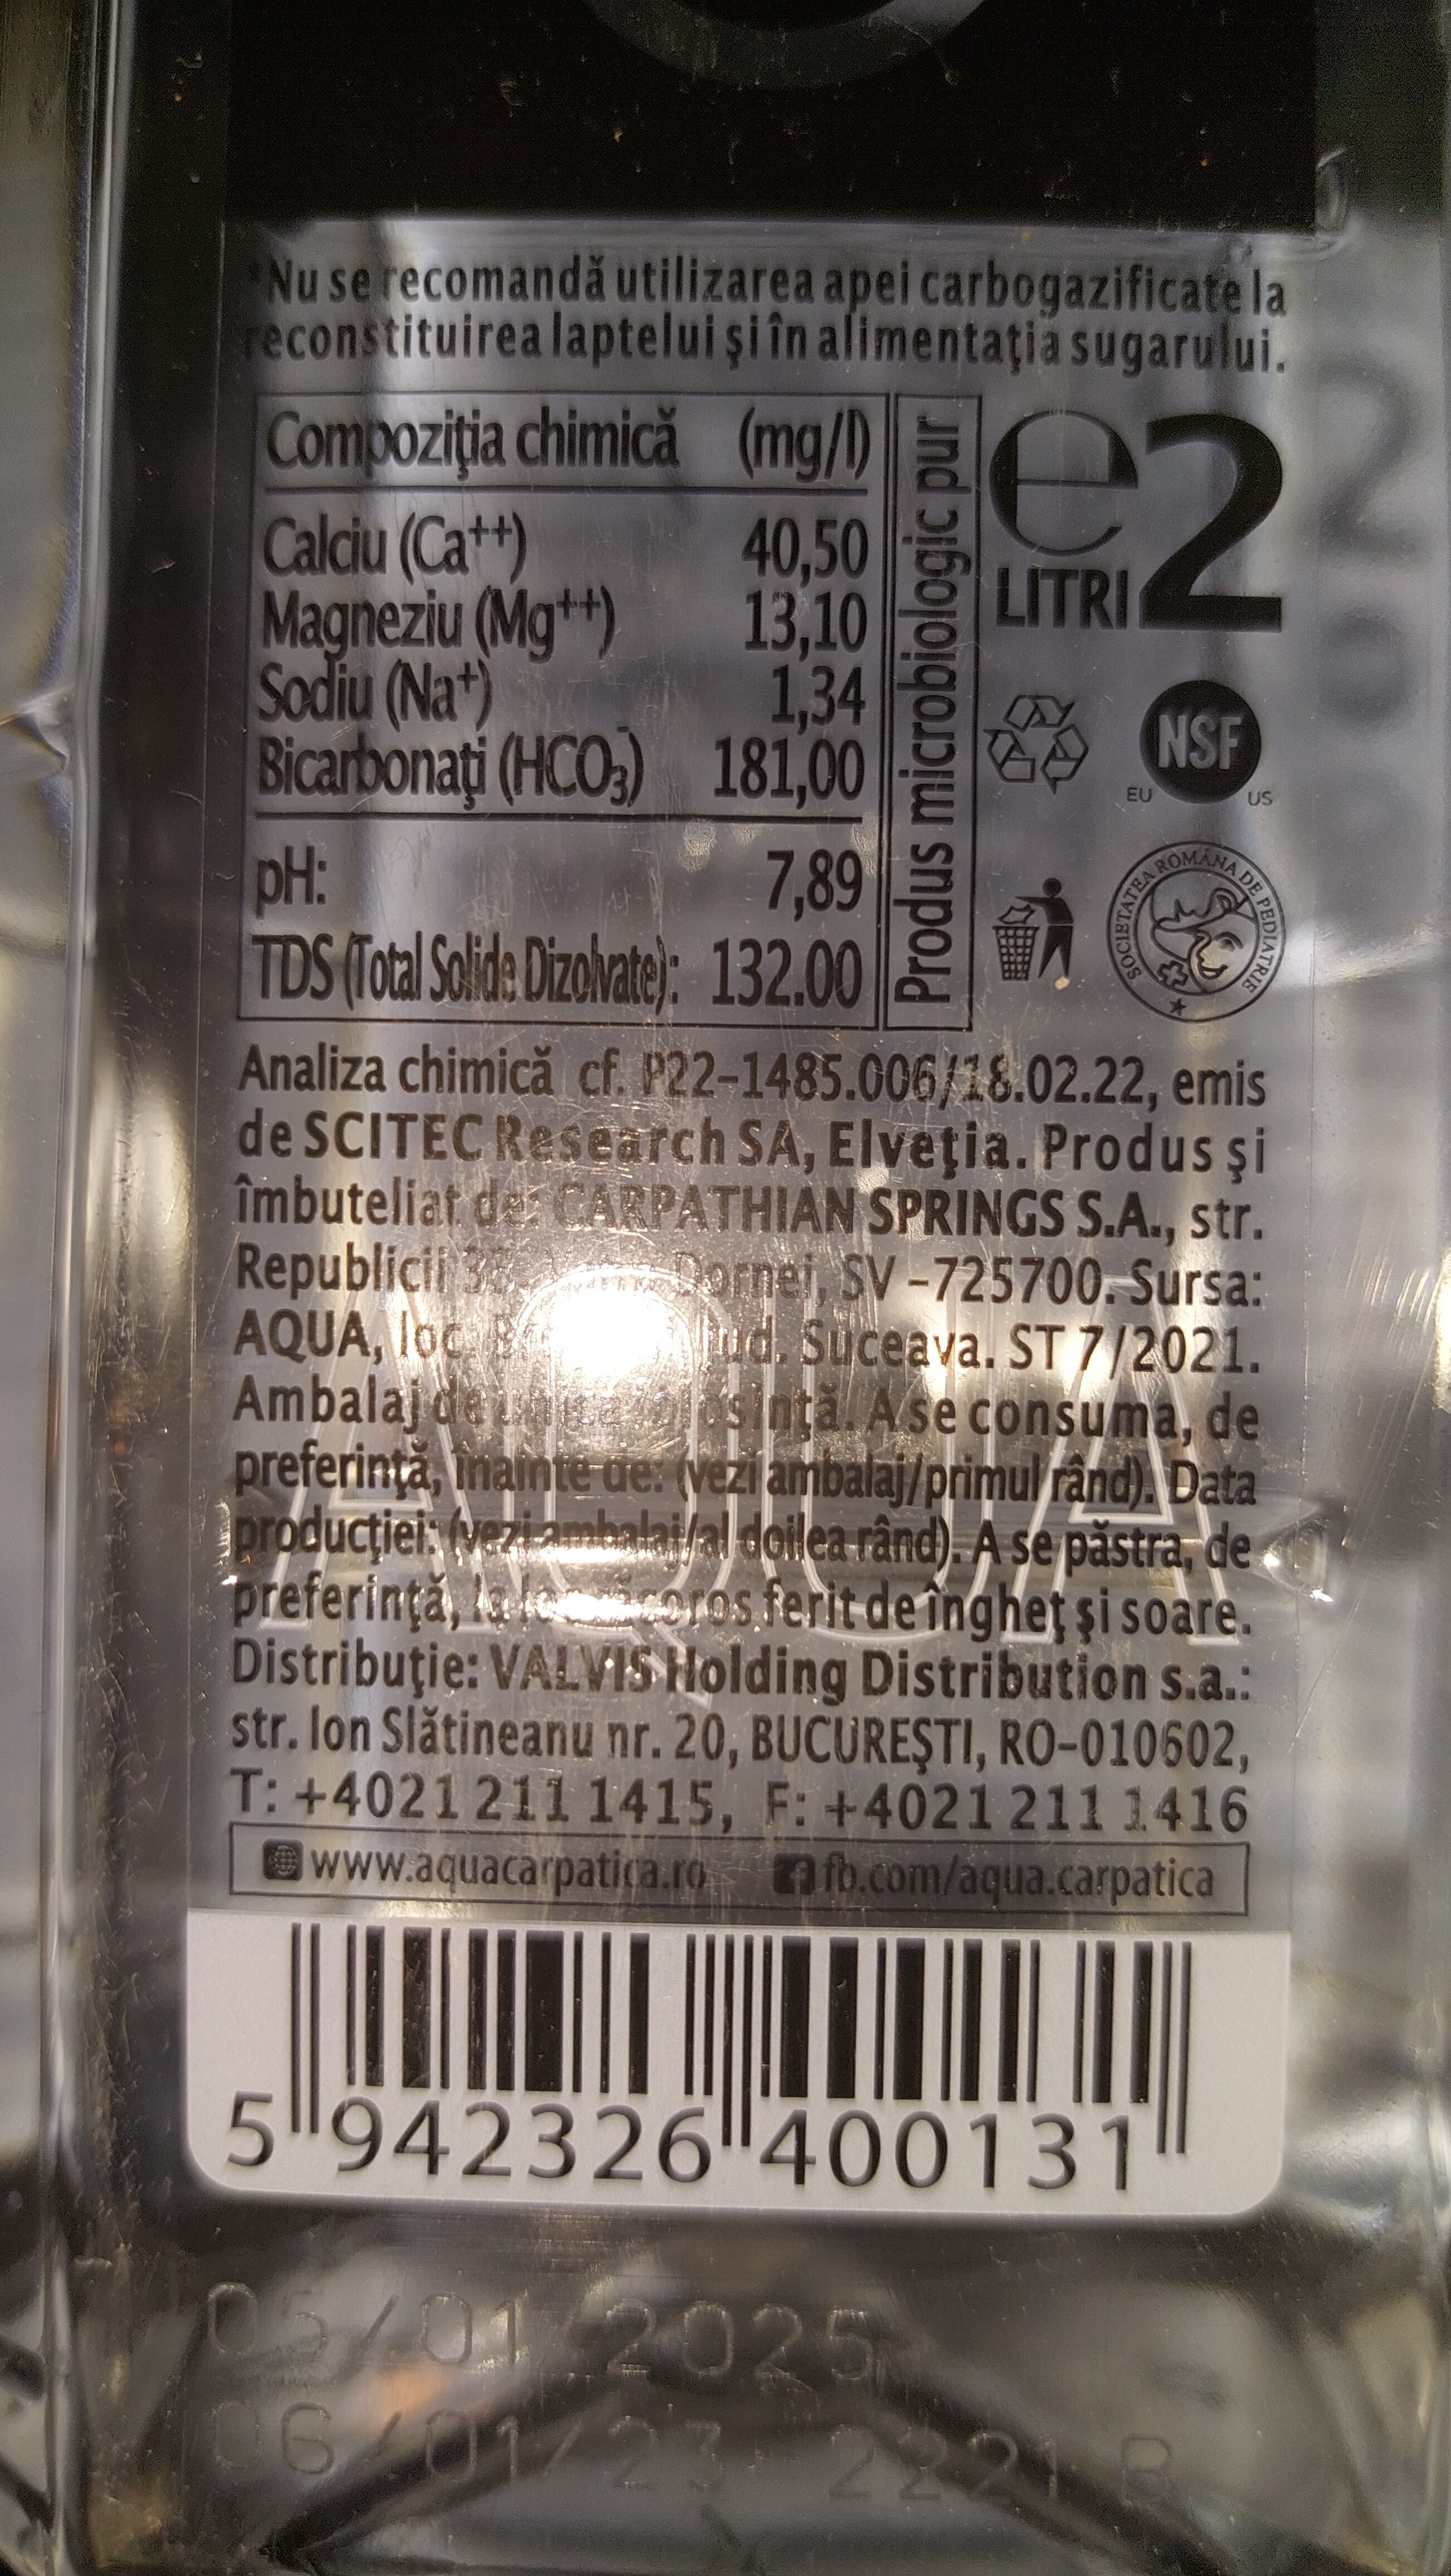 *Nu se recomandă utilizarea apei carbogazificate la
reconstituirea laptelui şi în alimentaţia sugarului.
Compoziţia chimică (mg/l)
Calciu (Ca++) 40,50
Magneziu (Mg++) 13,10
Sodiu (Na+) 1,34
Bicarbonaţi (HCO3-) 181,00
pH: 7,89
TDS (Total Solide Dizolvate): 132.00
Produs microbiologic pur
e 2
LITRI
NSF
EU US
SOCIETATEA ROMÂNA DE PEDIATRIE
Analiza chimică cf. P22-1485.006/18.02.22, emis
de SCITEC Research SA, Elveţia. Produs şi
îmbuteliat de: CARPATHIAN SPRINGS S.A., str.
Republicii Dornei, SV -725700. Sursa:
AQUA, loc. Jud. Suceava. ST 7/2021.
Ambalaj de A se consuma, de
preferinţă, înainte de: (vezi ambalaj/primul rând). Data
producţiei: (vezi ambalaj/al doilea rând). A se păstra, de
preferinţă, la ferit de îngheţ şi soare.
Distribuţie: VALVIS Holding Distribution s.a.:
str. Ion Slătineanu nr. 20, BUCUREŞTI, RO-010602,
T: +4021 211 1415, F: +4021 211 1416
www.aquacarpatica.ro fb.com/aqua.carpatica
AQUA
5 942326 400131
05/01/2025
06/01/23 2221 B